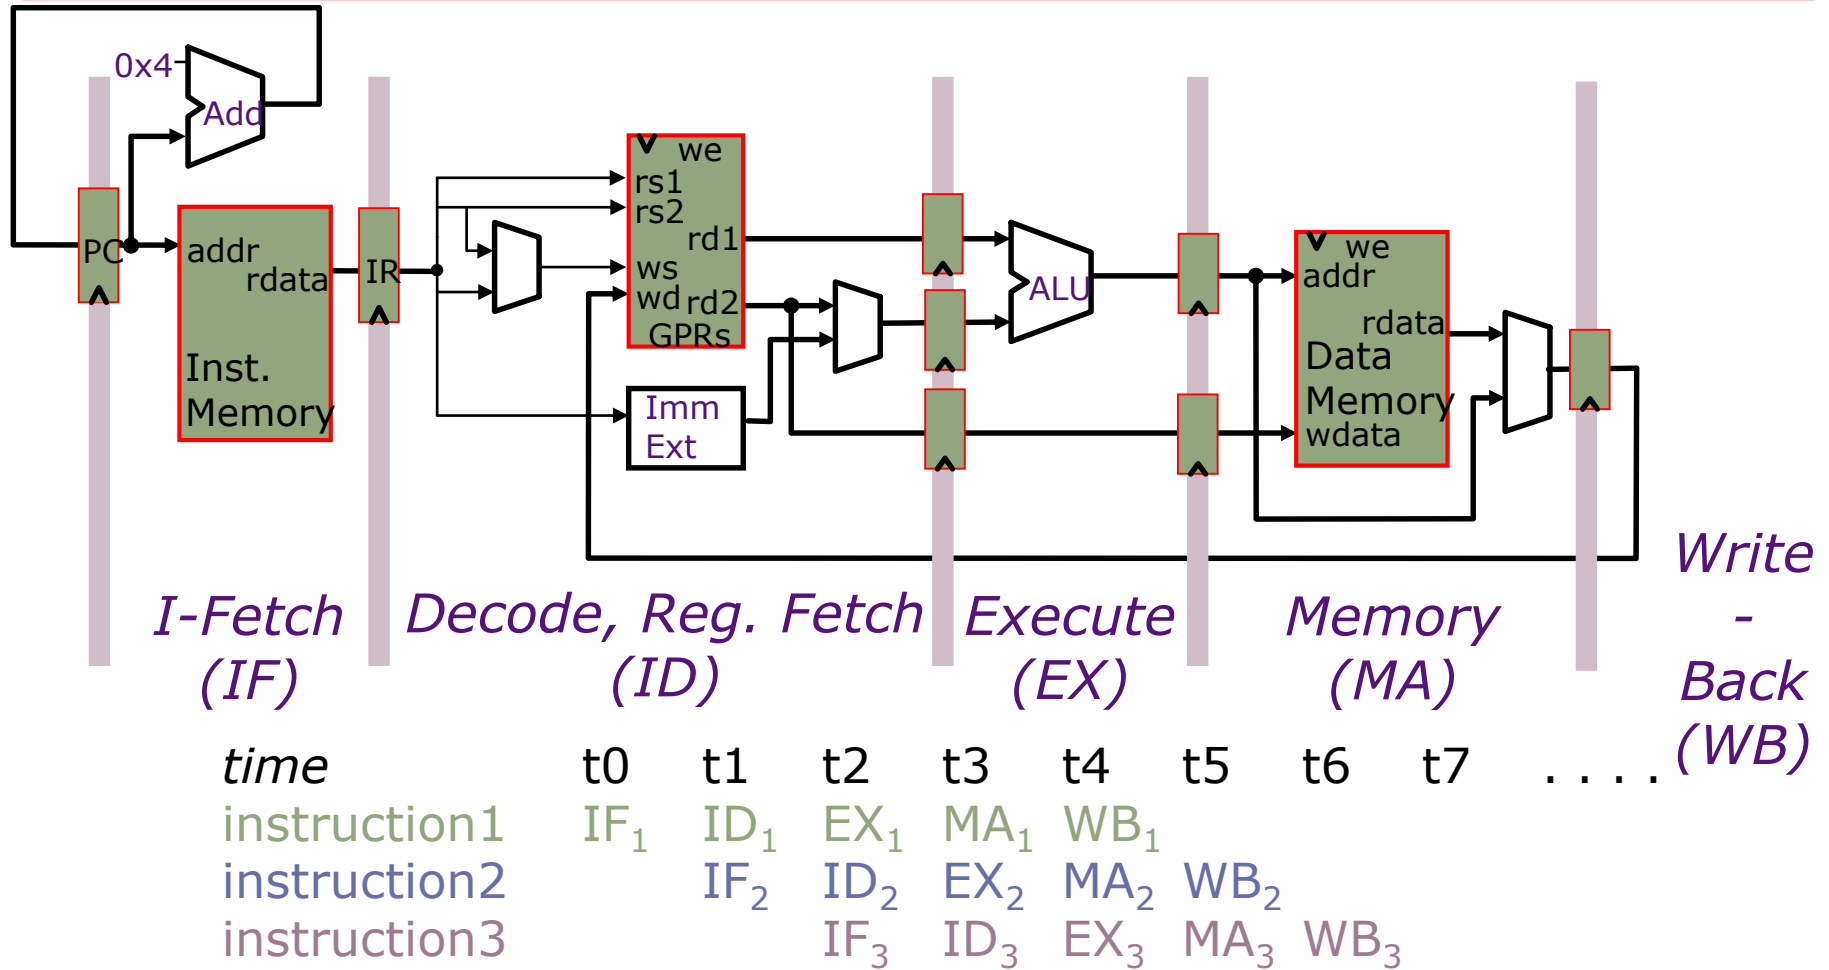 0x4
Add
PC
addr
rdata
Inst.
Memory
IR
we
rs1
rs2
rd1
ws
wd rd2
GPRs
Imm
Ext
ALU
we
addr
rdata
Data
Memory
wdata
I-Fetch
(IF)
Decode, Reg. Fetch
(ID)
Execute
(EX)
Memory
(MA)
Write
-
Back
(WB)
time t0 t1 t2 t3 t4 t5 t6 t7 . . . .
instruction1 IF₁ ID₁ EX₁ MA₁ WB₁
instruction2 IF₂ ID₂ EX₂ MA₂ WB₂
instruction3 IF₃ ID₃ EX₃ MA₃ WB₃